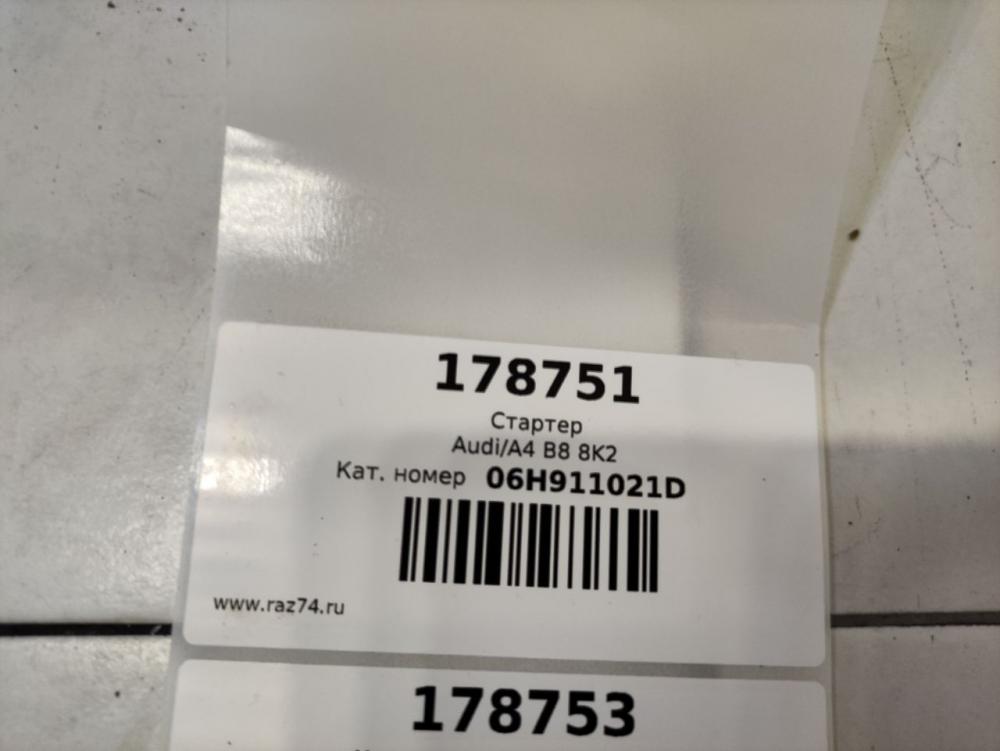 178751
Стартер
Audi/A4 B8 8K2
Кат. номер 06H911021D
www.raz74.ru
178753